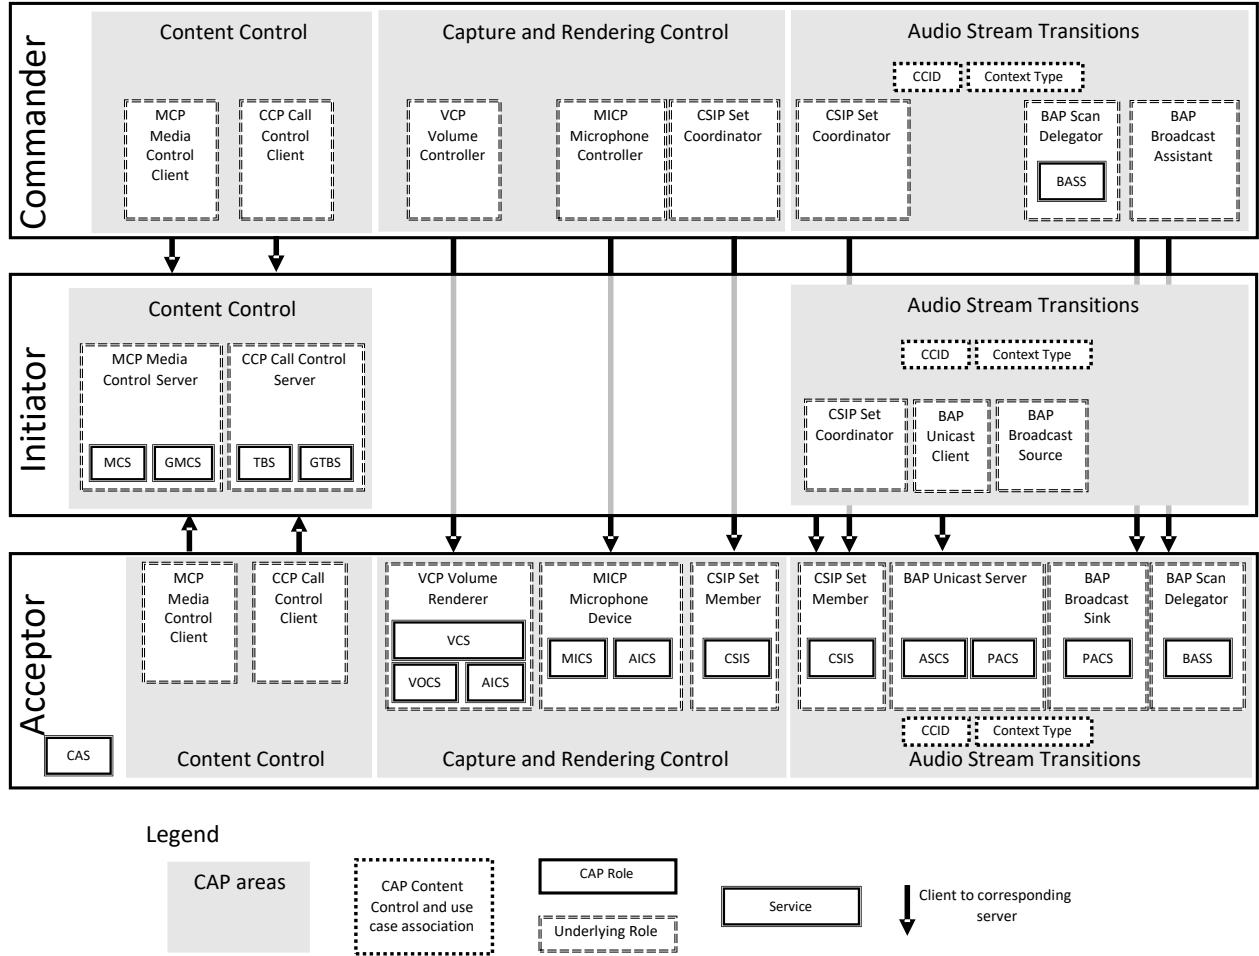 Commander
Content Control
MCP
Media
Control
Client
CCP Call
Control
Client
Capture and Rendering Control
VCP
Volume
Controller
MICP
Microphone
Controller
CSIP Set
Coordinator
Audio Stream Transitions
CCID
Context Type
CSIP Set
Coordinator
BAP Scan
Delegator
BASS
BAP
Broadcast
Assistant
Initiator
Content Control
MCP Media
Control Server
MCS
GMCS
CCP Call Control
Server
TBS
GTBS
Audio Stream Transitions
CCID
Context Type
CSIP Set
Coordinator
BAP
Unicast
Client
BAP
Broadcast
Source
Acceptor
CAS
MCP
Media
Control
Client
CCP Call
Control
Client
Content Control
VCP Volume
Renderer
VCS
VOCS
AICS
MICP
Microphone
Device
MICS
AICS
CSIP Set
Member
CSIS
Capture and Rendering Control
CSIP Set
Member
CSIS
BAP Unicast Server
ASCS
PACS
BAP
Broadcast
Sink
PACS
BAP Scan
Delegator
BASS
CCID
Context Type
Audio Stream Transitions
Legend
CAP areas
CAP Content
Control and use
case association
CAP Role
Underlying Role
Service
Client to corresponding
server